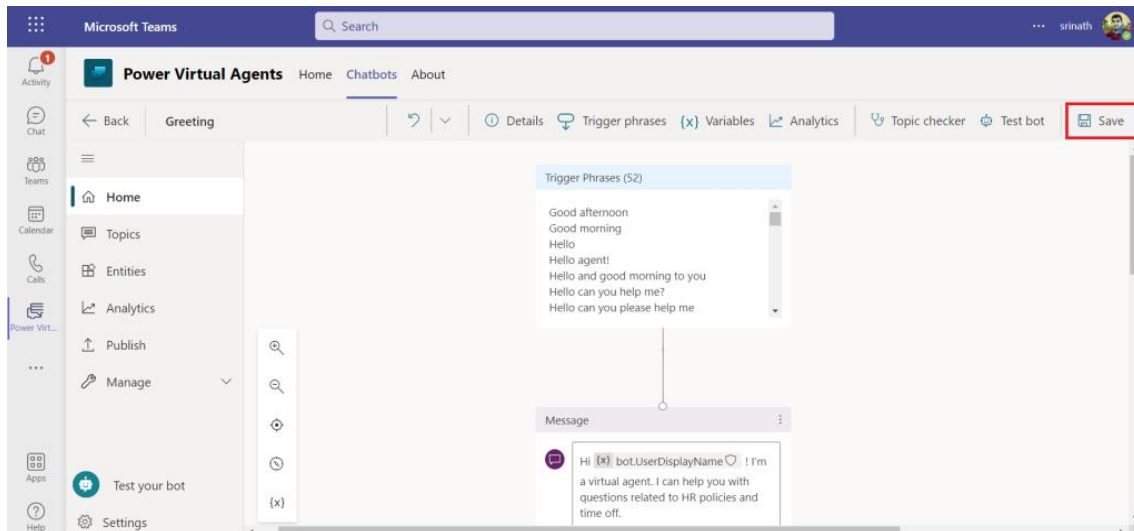 Microsoft Teams
Search
srinath
1
Activity
Chat
Teams
Calendar
Calls
Power Virt...
Apps
Help
Power Virtual Agents Home Chatbots About
Back Greeting Details Trigger phrases {x} Variables Analytics Topic checker Test bot Save
Home
Topics
Entities
Analytics
Publish
Manage
Test your bot
Settings
{x}
Trigger Phrases (52)
Good afternoon
Good morning
Hello
Hello agent!
Hello and good morning to you
Hello can you help me?
Hello can you please help me
Message
Hi {x} bot.UserDisplayName ! I'm
a virtual agent. I can help you with
questions related to HR policies and
time off.